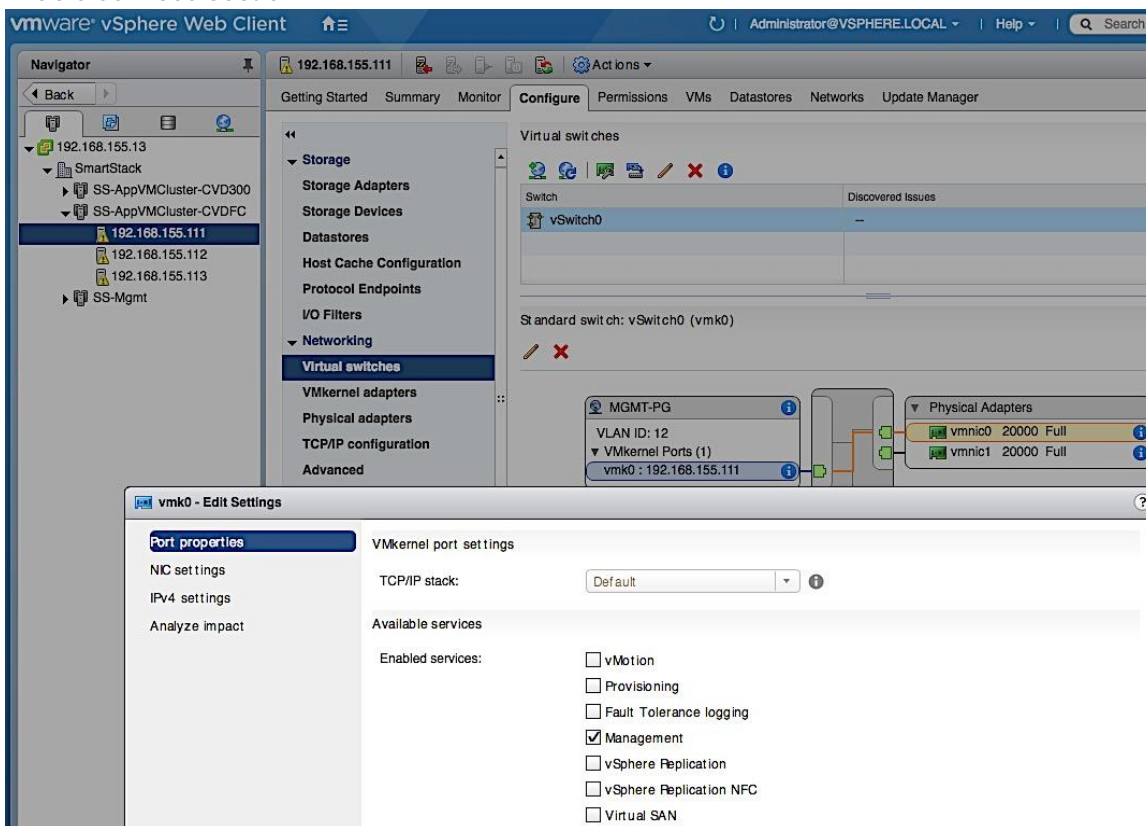 vmware® vSphere Web Client
Administrator@VSPHERE.LOCAL
Help
Search
Navigator
192.168.155.111
Actions
Back
Getting Started Summary Monitor Configure Permissions VMs Datastores Networks Update Manager
192.168.155.13
SmartStack
SS-AppVMCluster-CVD300
SS-AppVMCluster-CVDFC
192.168.155.111
192.168.155.112
192.168.155.113
SS-Mgmt
Storage
Storage Adapters
Storage Devices
Datastores
Host Cache Configuration
Protocol Endpoints
I/O Filters
Networking
Virtual switches
VMkernel adapters
Physical adapters
TCP/IP configuration
Advanced
Virtual switches
Switch Discovered Issues
vSwitch0 --
Standard switch: vSwitch0 (vmk0)
MGMT-PG
VLAN ID: 12
VMkernel Ports (1)
vmk0 : 192.168.155.111
Physical Adapters
vmnic0 20000 Full
vmnic1 20000 Full
vmk0 - Edit Settings
?
Port properties
NIC settings
IPv4 settings
Analyze impact
VMkernel port settings
TCP/IP stack: Default
Available services
Enabled services:
vMotion
Provisioning
Fault Tolerance logging
Management
vSphere Replication
vSphere Replication NFC
Virtual SAN